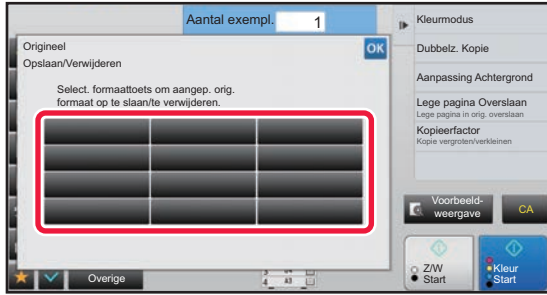 Aantal exempl. 1
Origineel
OK
Opslaan/Verwijderen
Select. formaattoets om aangep. orig.
formaat op te slaan/te verwijderen.
Kleurmodus
Dubbelz. Kopie
Aanpassing Achtergrond
Lege pagina Overslaan
Lege pagina in orig. overslaan
Kopieerfactor
Kopie vergroten/verkleinen
Voorbeeld-
weergave
CA
Z/W
Start
Kleur
Start
Overige
4 A3